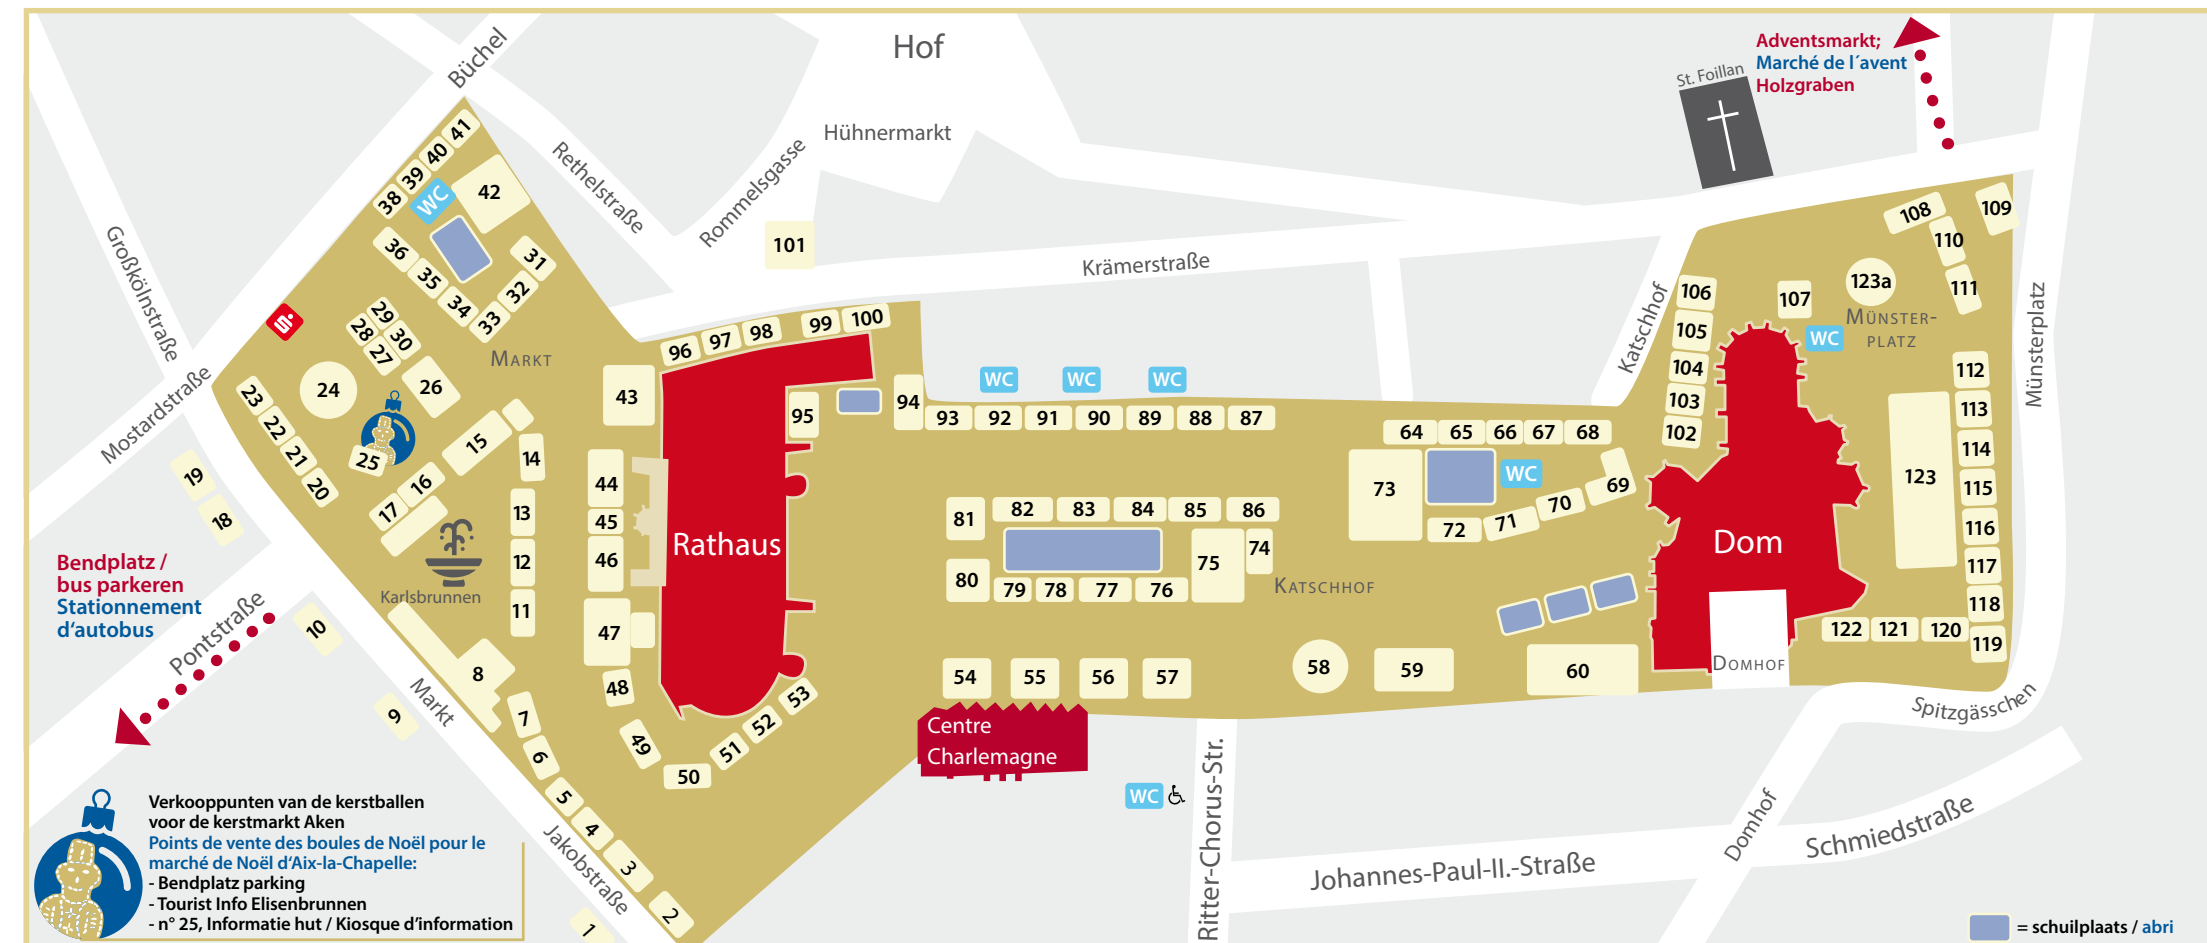 Hof
Hühnermarkt
Büchel
Rethelstraße
Rommelsgasse
Krämerstraße
Großkölnstraße
Mostardstraße
St. Foillan
Adventsmarkt;
Marché de l´avent
Holzgraben
Katschhof
Münsterplatz
41
40
39
38
WC
42
36
35
34
33
32
31
29
28
30
27
26
24
25
23
22
21
20
19
18
17
16
15
14
13
12
11
Markt
Karlsbrunnen
101
96
97
98
99
100
43
44
45
46
47
48
49
50
51
52
53
Rathaus
95
94
93
92
91
90
89
88
87
WC
WC
WC
81
82
83
84
85
86
80
79
78
77
76
75
74
Katschhof
73
64
65
66
67
68
WC
69
70
71
72
54
55
56
57
58
59
60
Centre
Charlemagne
WC
106
105
104
103
102
107
123a
Münster-
platz
WC
108
109
110
111
112
113
114
115
116
117
118
119
120
121
122
123
Dom
Domhof
Spitzgässchen
Bendplatz /
bus parkeren
Stationnement
d‘autobus
Pontstraße
10
9
8
7
6
5
4
3
2
1
Markt
Jakobstraße
Ritter-Chorus-Str.
Johannes-Paul-II.-Straße
Domhof
Schmiedstraße
Verkooppunten van de kerstballen
voor de kerstmarkt Aken
Points de vente des boules de Noël pour le
marché de Noël d‘Aix-la-Chapelle:
- Bendplatz parking
- Tourist Info Elisenbrunnen
- n° 25, Informatie hut / Kiosque d’information
= schuilplaats / abri